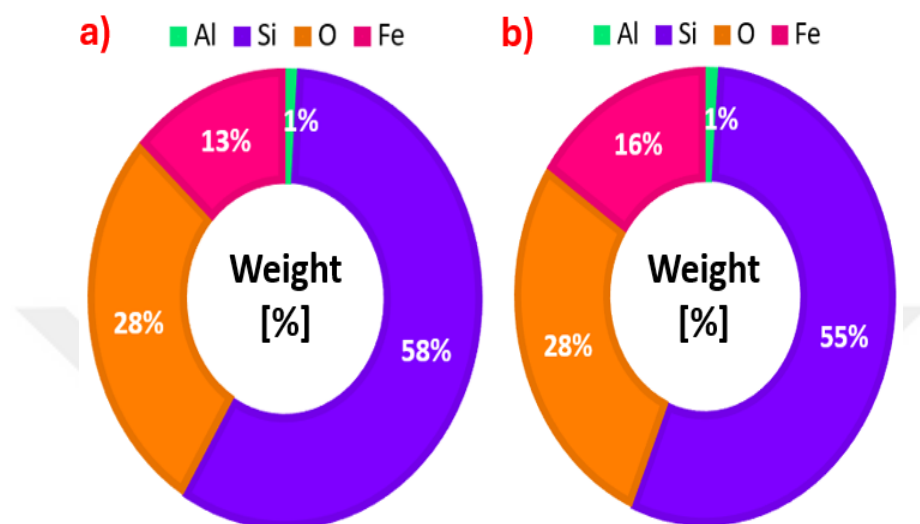 a) Al Si O Fe
1%
13%
28%
58%
Weight
[%]
b) Al Si O Fe
1%
16%
28%
55%
Weight
[%]